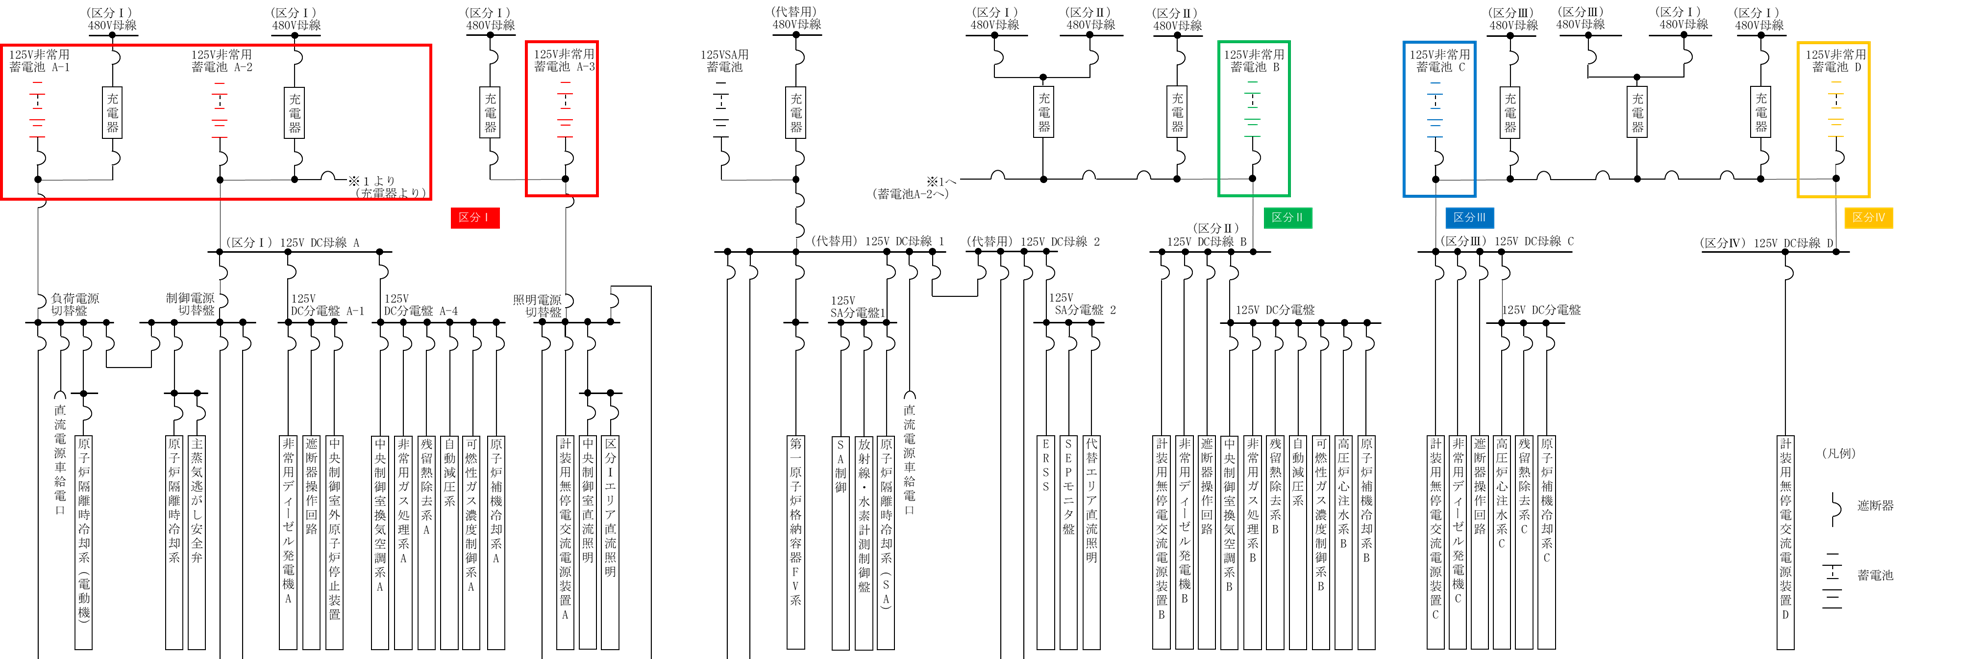 (区分Ⅰ)
480V母線
(区分Ⅰ)
480V母線
(区分Ⅰ)
480V母線
(代替用)
480V母線
(区分Ⅰ)
480V母線
(区分Ⅱ)
480V母線
(区分Ⅱ)
480V母線
(区分Ⅲ)
480V母線
(区分Ⅲ)
480V母線
(区分Ⅰ)
480V母線
(区分Ⅰ)
480V母線
125V非常用
蓄電池 A-1
125V非常用
蓄電池 A-2
125V非常用
蓄電池 A-3
125VSA用
蓄電池
125V非常用
蓄電池 B
125V非常用
蓄電池 C
125V非常用
蓄電池 D
充電器
充電器
充電器
充電器
充電器
充電器
充電器
充電器
充電器
※1より
(充電器より)
※1へ
(蓄電池A-2へ)
区分Ⅰ
区分Ⅱ
区分Ⅲ
区分Ⅳ
(区分Ⅰ) 125V DC母線 A
(代替用) 125V DC母線 1
(代替用) 125V DC母線 2
(区分Ⅱ)
125V DC母線 B
(区分Ⅲ) 125V DC母線 C
(区分Ⅳ) 125V DC母線 D
負荷電源
切替盤
制御電源
切替盤
125V
DC分電盤 A-1
125V
DC分電盤 A-4
照明電源
切替盤
125V
SA分電盤1
125V
SA分電盤 2
125V DC分電盤
125V DC分電盤
直流電源車給電口
原子炉隔離時冷却系(電動機)
原子炉隔離時冷却系
主蒸気逃がし安全弁
非常用ディーゼル発電機A
遮断器操作回路
中央制御室外原子炉停止装置
中央制御室換気空調系A
非常用ガス処理系A
残留熱除去系A
自動減圧系
可燃性ガス濃度制御系A
原子炉補機冷却系A
計装用無停電交流電源装置A
中央制御室直流照明
区分Ⅰエリア直流照明
第一原子炉格納容器FV系
SA制御
放射線・水素計測制御盤
原子炉隔離時冷却系(SA)
直流電源車給電口
ERSS
SEPモニタ盤
代替エリア直流照明
計装用無停電交流電源装置B
非常用ディーゼル発電機B
遮断器操作回路
中央制御室換気空調系B
非常用ガス処理系B
残留熱除去系B
自動減圧系
可燃性ガス濃度制御系B
高圧炉心注水系B
原子炉補機冷却系B
計装用無停電交流電源装置C
非常用ディーゼル発電機C
遮断器操作回路
高圧炉心注水系C
残留熱除去系C
原子炉補機冷却系C
計装用無停電交流電源装置D
(凡例)
遮断器
蓄電池